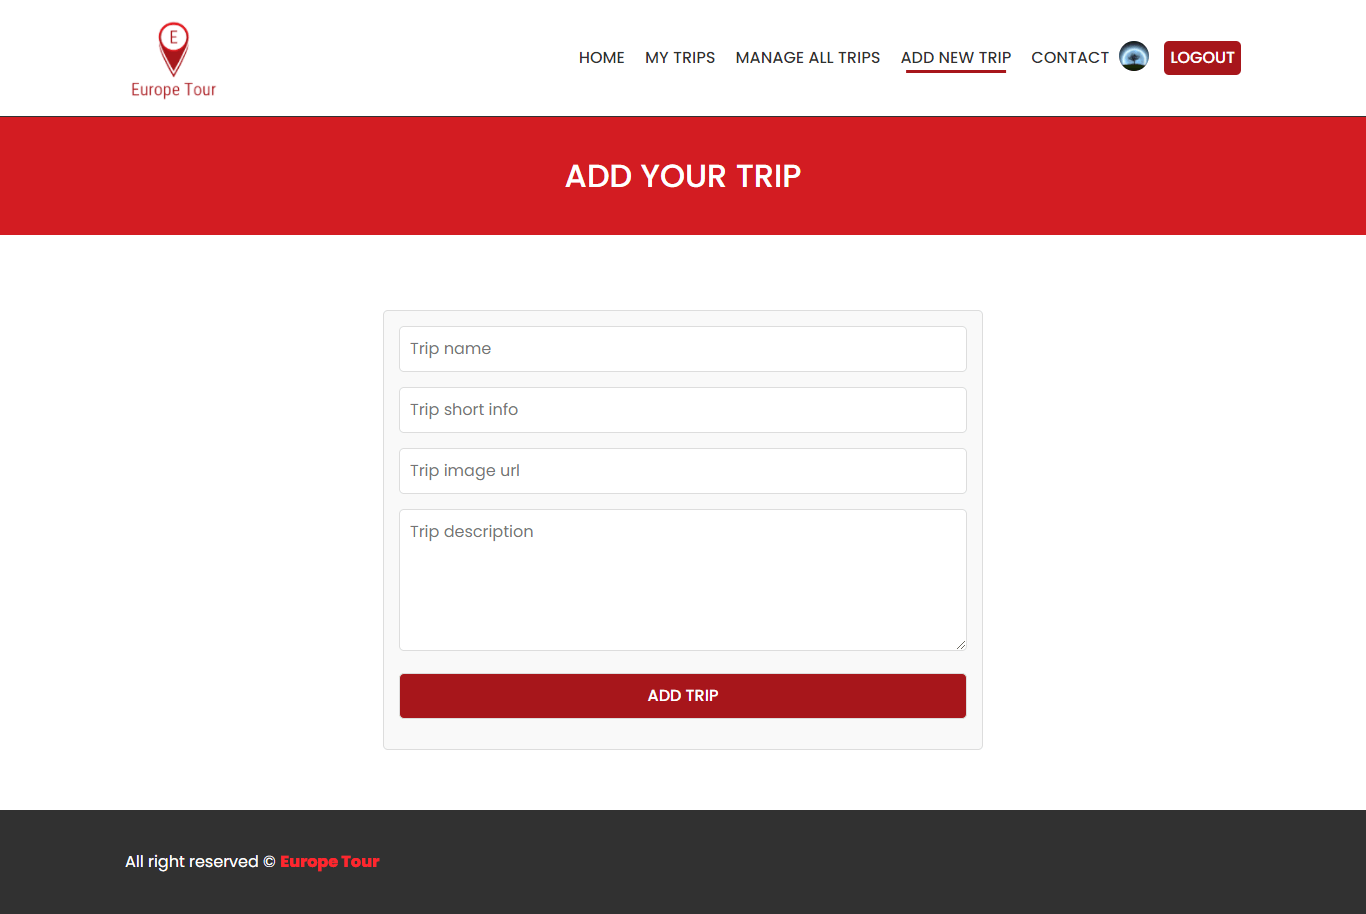 E
Europe Tour
HOME MY TRIPS MANAGE ALL TRIPS ADD NEW TRIP CONTACT LOGOUT
ADD YOUR TRIP
Trip name
Trip short info
Trip image url
Trip description
ADD TRIP
All right reserved © Europe Tour